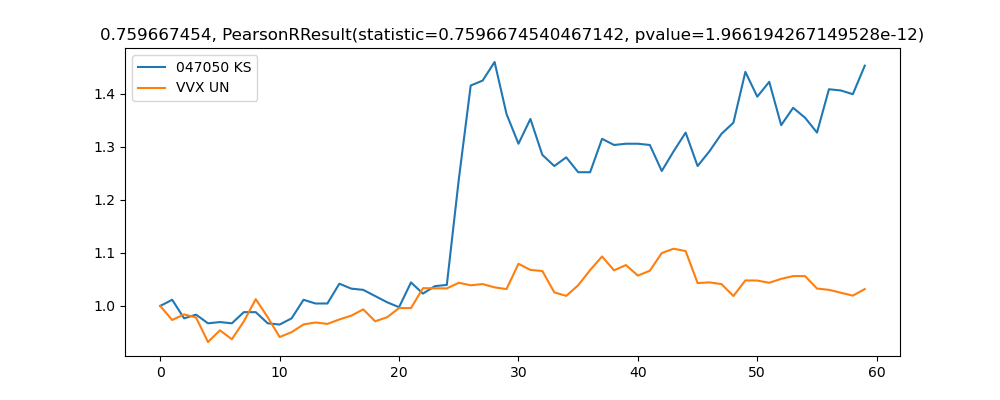 0.759667454, PearsonRResult(statistic=0.7596674540467142, pvalue=1.966194267149528e-12)
047050 KS
VVX UN
1.4
1.3
1.2
1.1
1.0
0 10 20 30 40 50 60